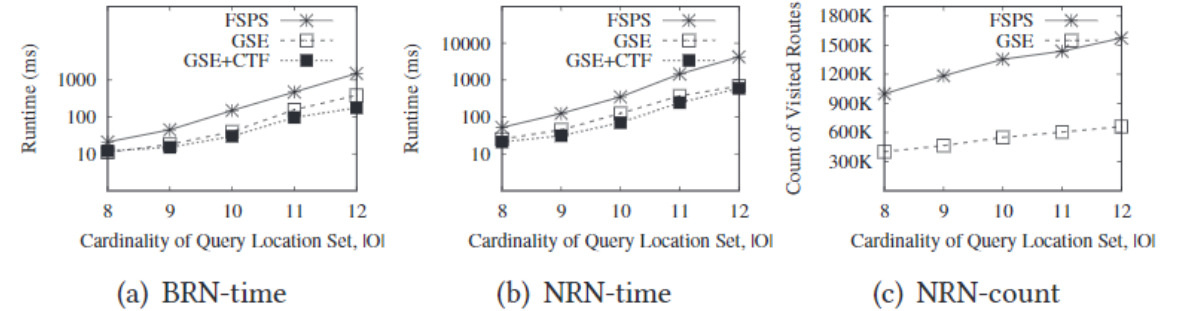 FSPS
GSE
GSE+CTF
1000
100
10
Runtime (ms)
8 9 10 11 12
Cardinality of Query Location Set, |O|
(a) BRN-time
FSPS
GSE
GSE+CTF
10000
1000
100
10
Runtime (ms)
8 9 10 11 12
Cardinality of Query Location Set, |O|
(b) NRN-time
FSPS
GSE
1800K
1500K
1200K
900K
600K
300K
Count of Visited Routes
8 9 10 11 12
Cardinality of Query Location Set, |O|
(c) NRN-count